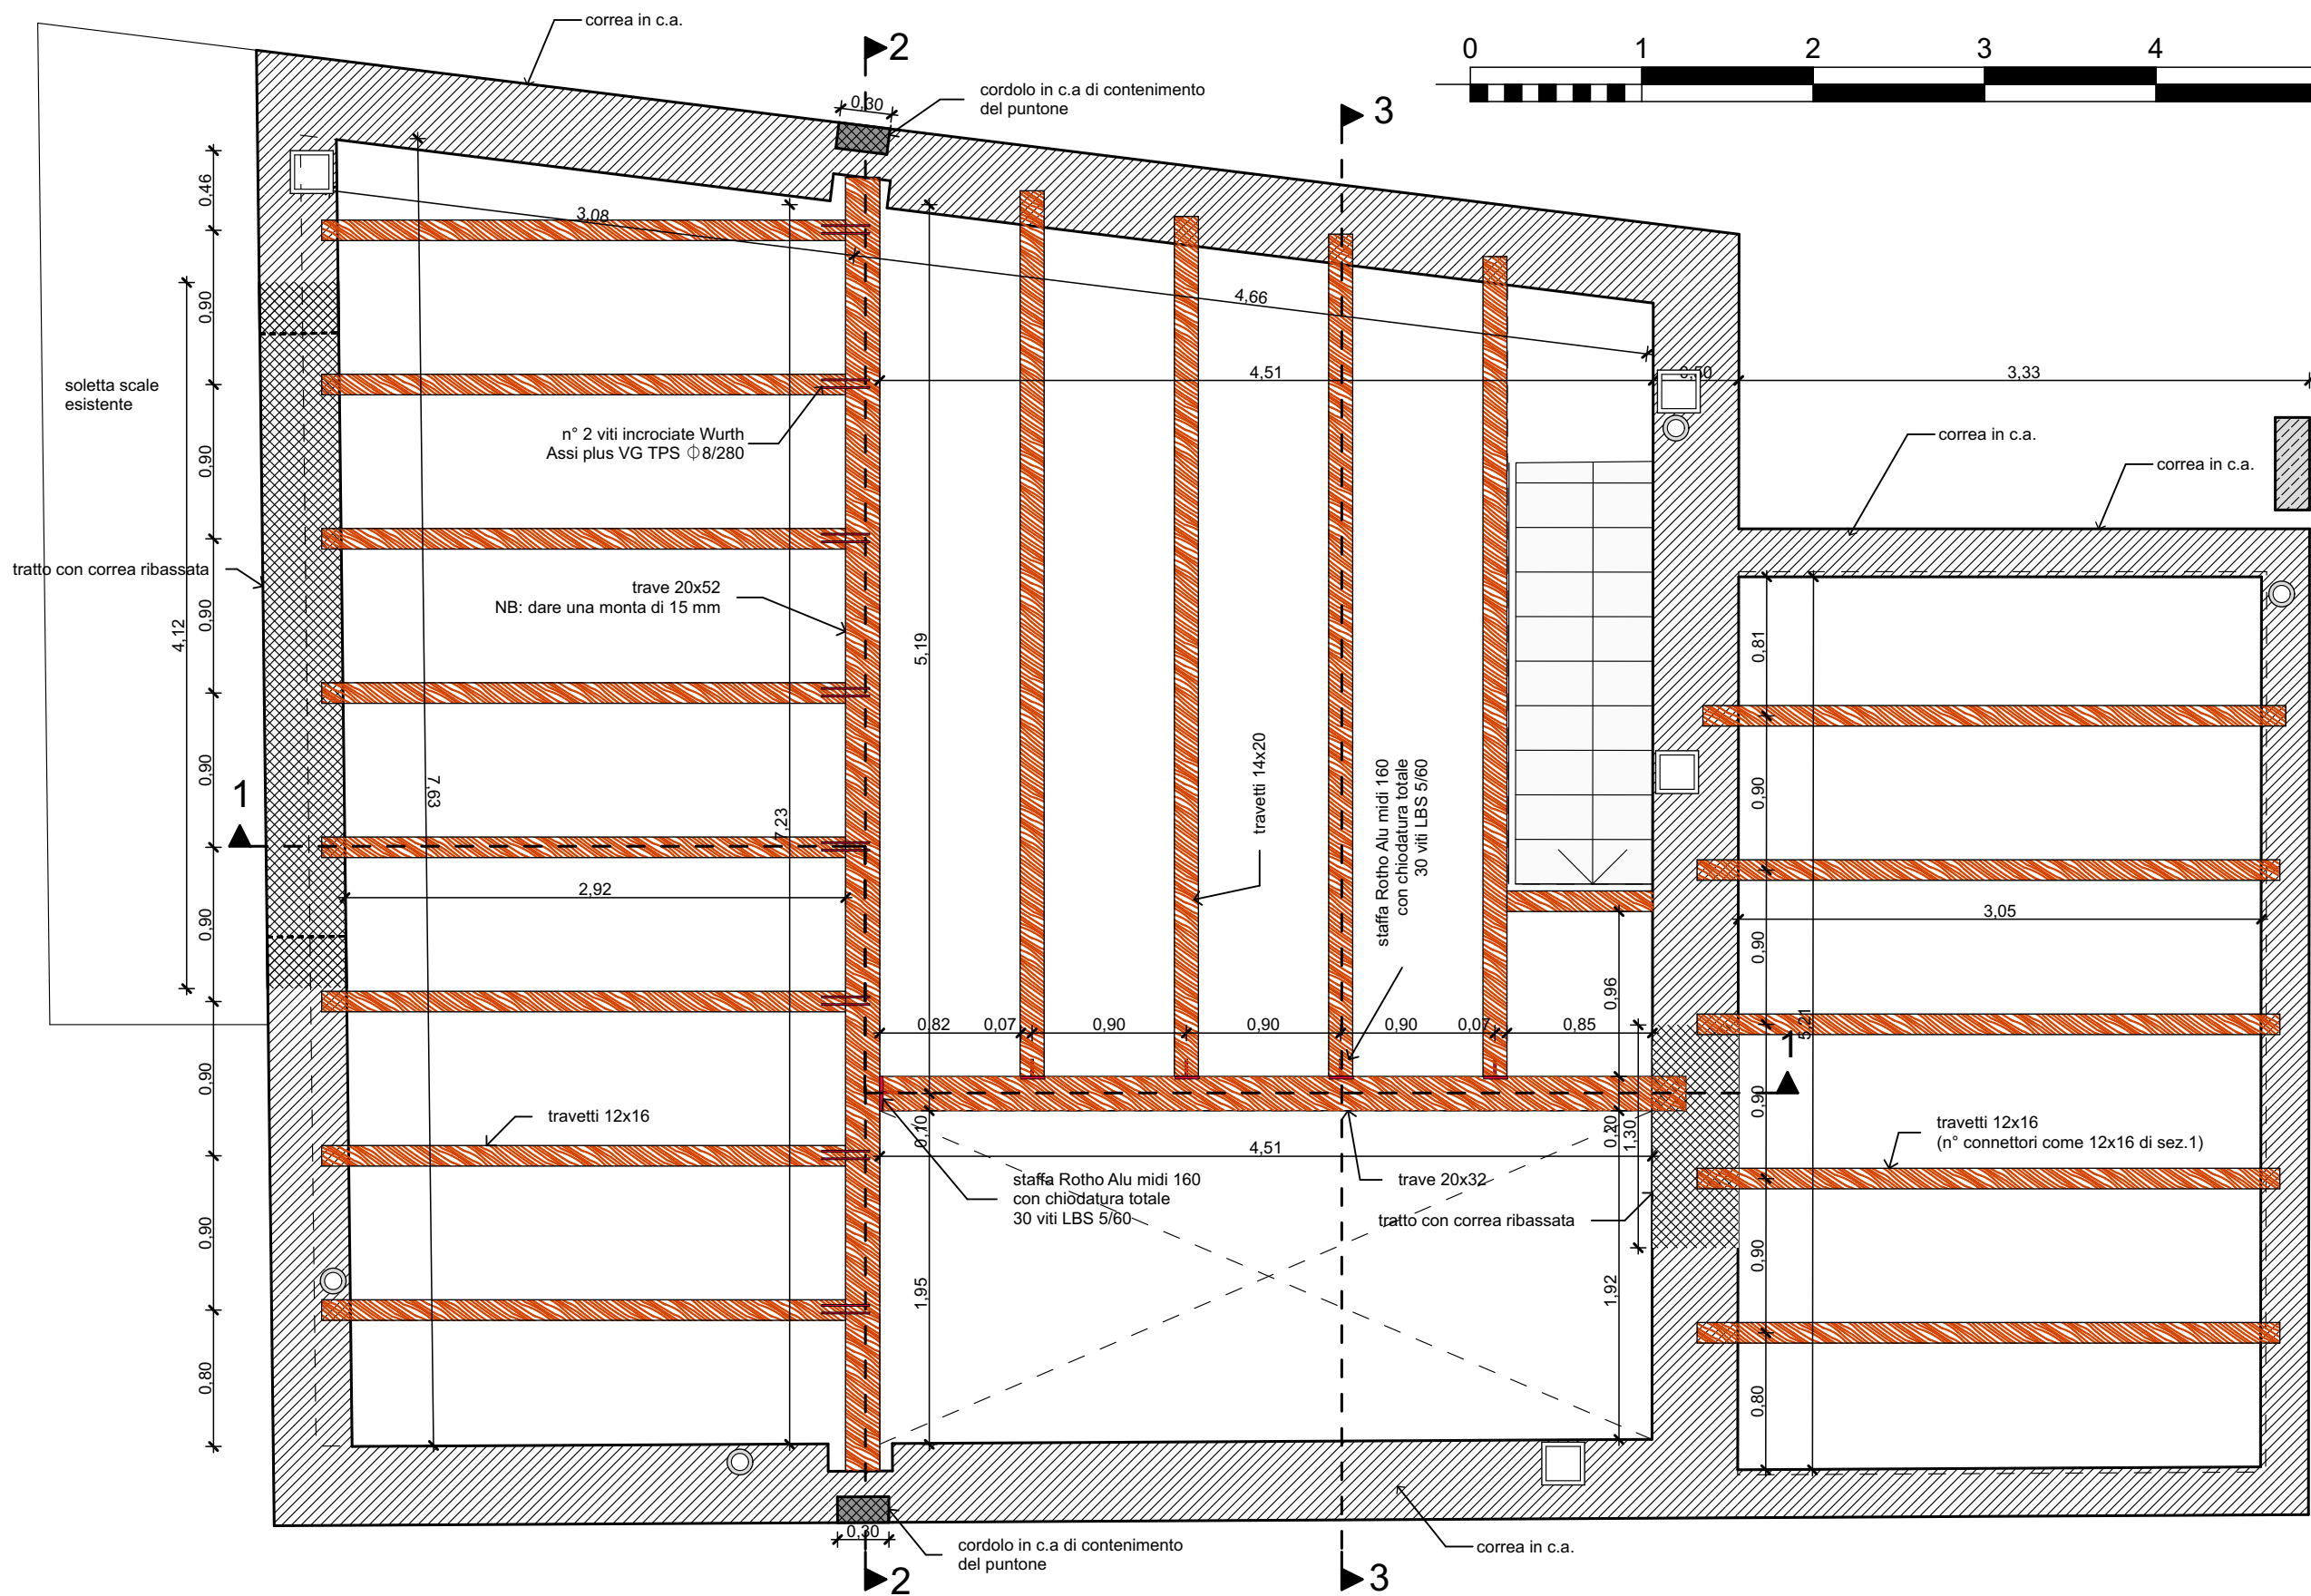 correa in c.a.
2
0
1
2
3
4
3
0,30
cordolo in c.a di contenimento
del puntone
0,46
3,08
4,66
0,90
4,51
0,50
3,33
soletta scale
esistente
n° 2 viti incrociate Wurth
Assi plus VG TPS Φ8/280
correa in c.a.
correa in c.a.
0,90
tratto con correa ribassata
trave 20x52
NB: dare una monta di 15 mm
4,12
0,90
5,19
0,81
1
0,90
7,63
7,23
travetti 14x20
staffa Rotho Alu midi 160
con chiodatura totale
30 viti LBS 5/60
0,90
2,92
3,05
0,90
0,90
0,96
0,82
0,07
0,90
0,90
0,90
0,07
0,85
5,21
1
0,90
0,90
travetti 12x16
0,10
4,51
0,20
1,30
travetti 12x16
(n° connettori come 12x16 di sez.1)
staffa Rotho Alu midi 160
con chiodatura totale
30 viti LBS 5/60
trave 20x32
tratto con correa ribassata
0,90
0,90
1,95
1,92
0,80
0,80
0,30
cordolo in c.a di contenimento
del puntone
correa in c.a.
2
3